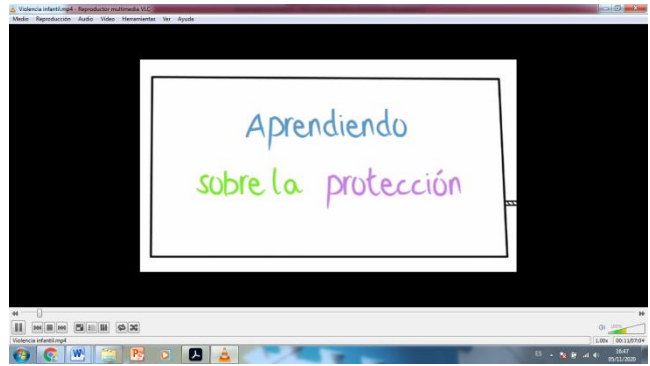 Violencia infantil.mp4 - Reproductor multimedia VLC
Medio Reproducción Audio Vídeo Herramientas Ver Ayuda
Aprendiendo
sobre la protección
100%
Violencia infantil.mp4
1.00x 00:11/07:04
ES
16:47
05/11/2020